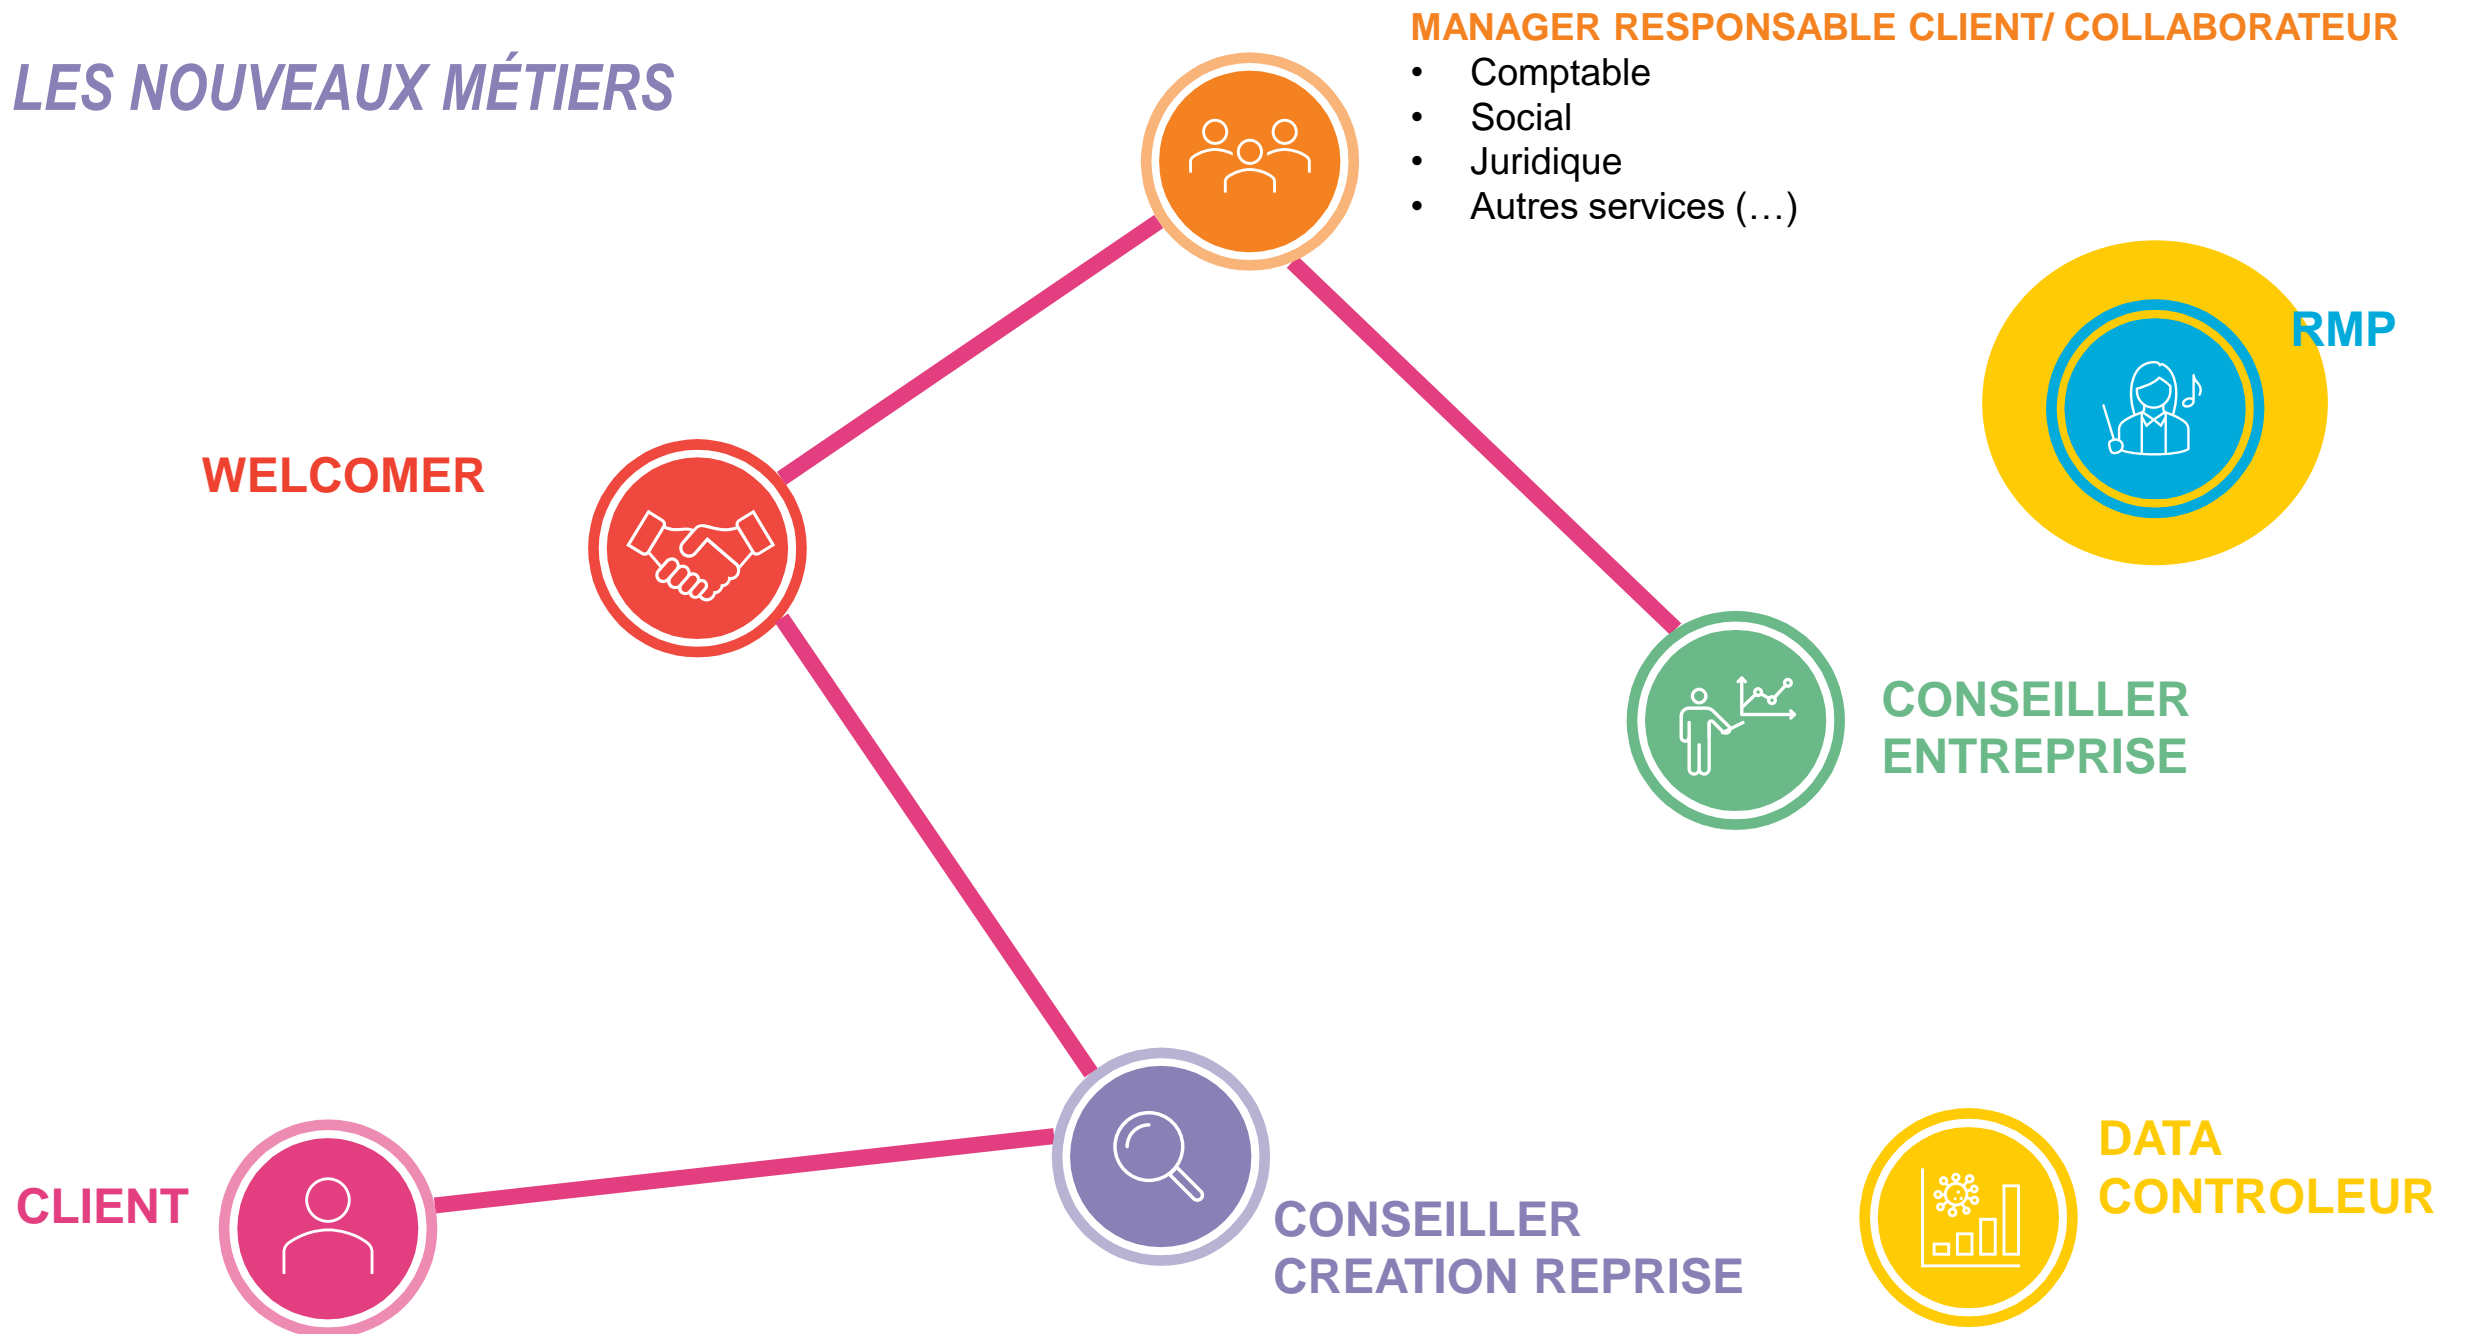 LES NOUVEAUX MÉTIERS
MANAGER RESPONSABLE CLIENT/ COLLABORATEUR
• Comptable
• Social
• Juridique
• Autres services (…)
RMP
WELCOMER
CONSEILLER
ENTREPRISE
CLIENT
CONSEILLER
CREATION REPRISE
DATA
CONTROLEUR